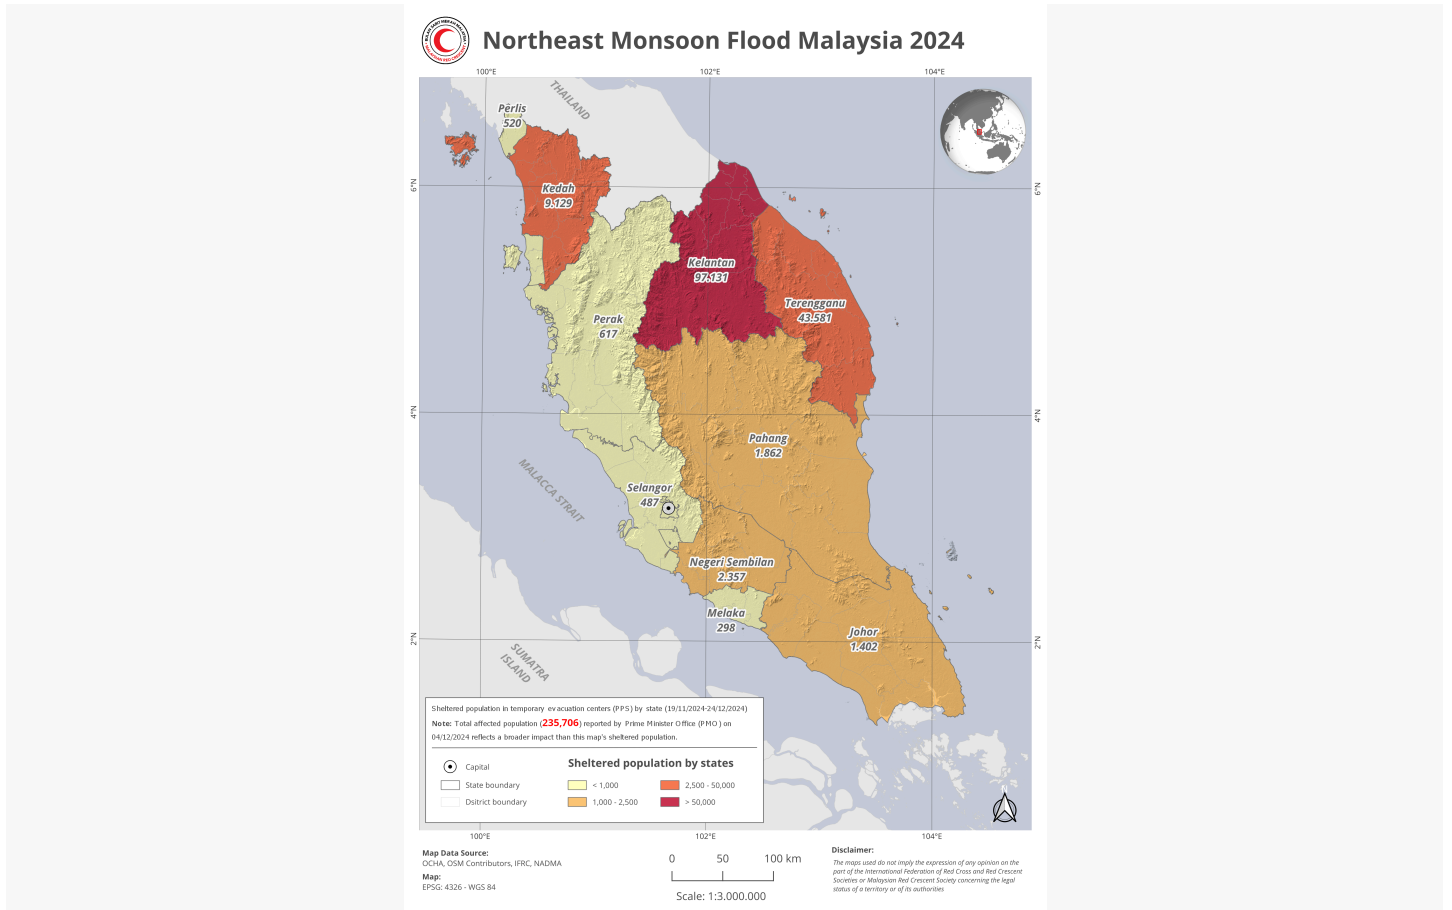 BULAN SABIT MERAH MALAYSIA
MALAYSIAN RED CRESCENT
Northeast Monsoon Flood Malaysia 2024
100°E
102°E
104°E
THAILAND
Perlis
520
Kedah
9.129
6°N
6°N
Kelantan
97.131
Terengganu
43.581
Perak
617
4°N
4°N
Pahang
1.862
MALACCA STRAIT
Selangor
487
Negeri Sembilan
2.357
Melaka
298
Johor
1.402
2°N
2°N
SUMATRA
ISLAND
Sheltered population in temporary evacuation centers (PPS) by state (19/11/2024-24/12/2024)
Note: Total affected population (235,706) reported by Prime Minister Office (PMO) on
04/12/2024 reflects a broader impact than this map's sheltered population.
Capital
State boundary
Dsitrict boundary
Sheltered population by states
< 1,000
1,000 - 2,500
2,500 - 50,000
> 50,000
N
100°E
102°E
104°E
Map Data Source:
OCHA, OSM Contributors, IFRC, NADMA
Map:
EPSG: 4326 - WGS 84
0 50 100 km
Scale: 1:3.000.000
Disclaimer:
The maps used do not imply the expression of any opinion on the
part of the International Federation of Red Cross and Red Crescent
Societies or Malaysian Red Crescent Society concerning the legal
status of a territory or of its authorities